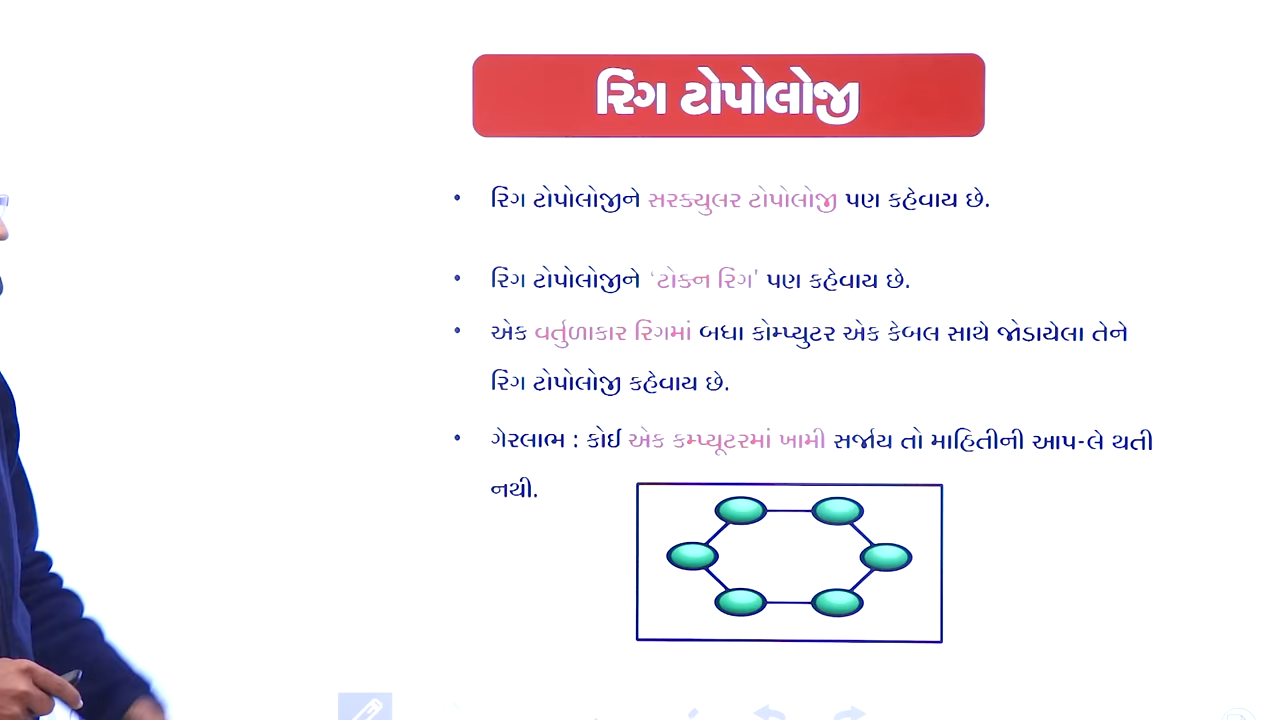 રિંગ ટોપોલોજી
• રિંગ ટોપોલોજીને સરક્યુલર ટોપોલોજી પણ કહેવાય છે.
• રિંગ ટોપોલોજીને ‘ટોક્ન રિંગ' પણ કહેવાય છે.
• એક વર્તુળાકાર રિંગમાં બધા કોમ્પ્યુટર એક કેબલ સાથે જોડાયેલા તેને
રિંગ ટોપોલોજી કહેવાય છે.
• ગેરલાભ : કોઈ એક કમ્પ્યૂટરમાં ખામી સર્જાય તો માહિતીની આપ-લે થતી
નથી.